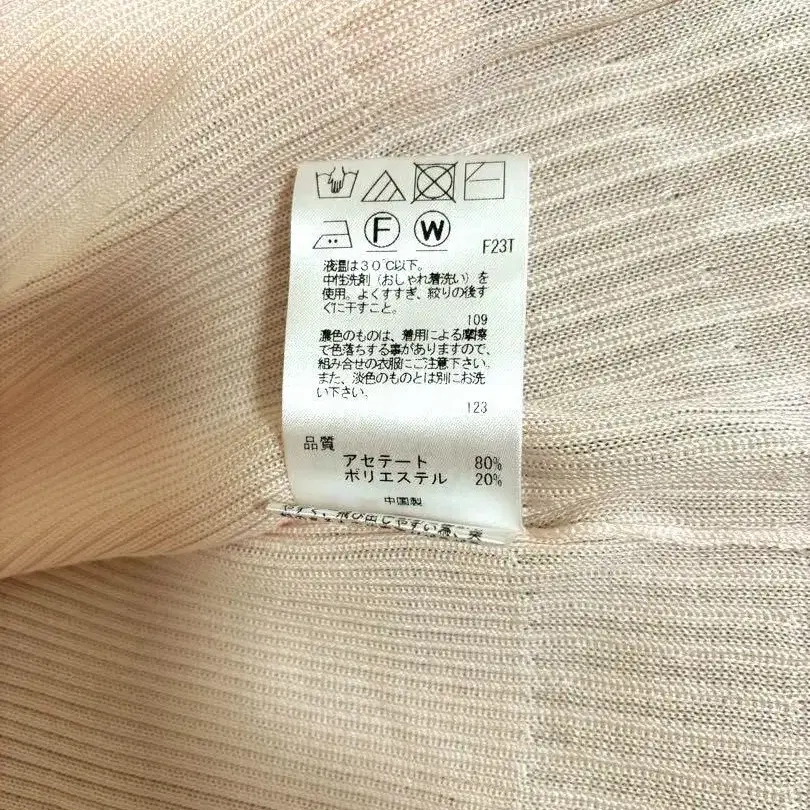 F W F23T
液温は30℃以下。
中性洗剤(おしゃれ着洗い)を
使用。よくすすぎ、絞りの後す
ぐに干すこと。
109
濃色のものは、着用による摩擦
で色落ちする事がありますので、
組み合せの衣服にご注意下さい。
また、淡色のものとは別にお洗
い下さい。
123
品質
アセテート 80%
ポリエステル 20%
中国製